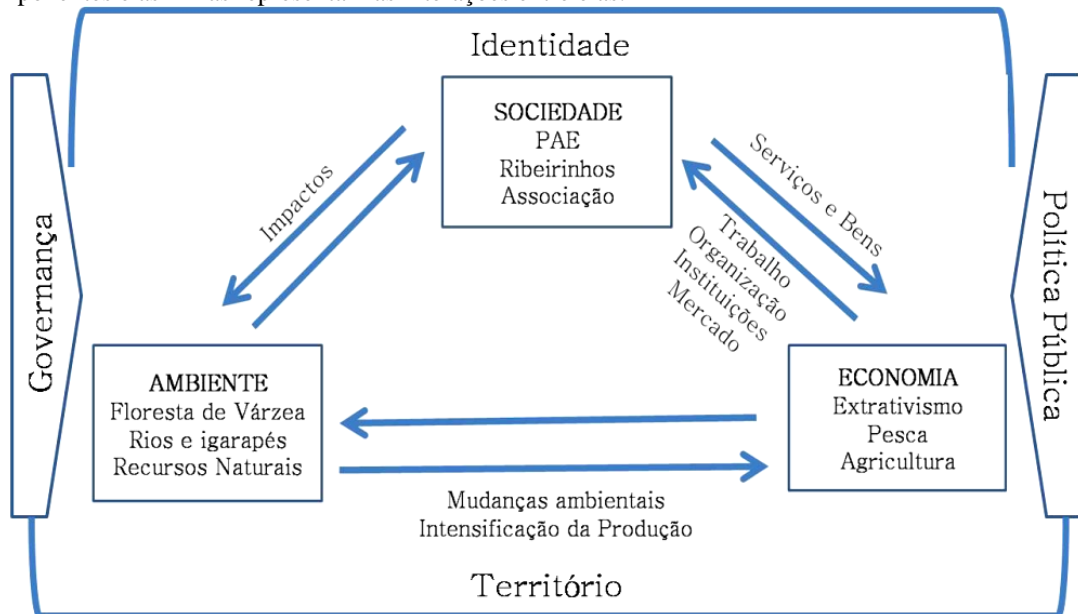 Identidade
SOCIEDADE
PAE
Ribeirinhos
Associação
Impactos
Serviços e Bens
Trabalho
Organização
Instituições
Mercado
Governança
Política Pública
AMBIENTE
Floresta de Várzea
Rios e igarapés
Recursos Naturais
ECONOMIA
Extrativismo
Pesca
Agricultura
Mudanças ambientais
Intensificação da Produção
Território